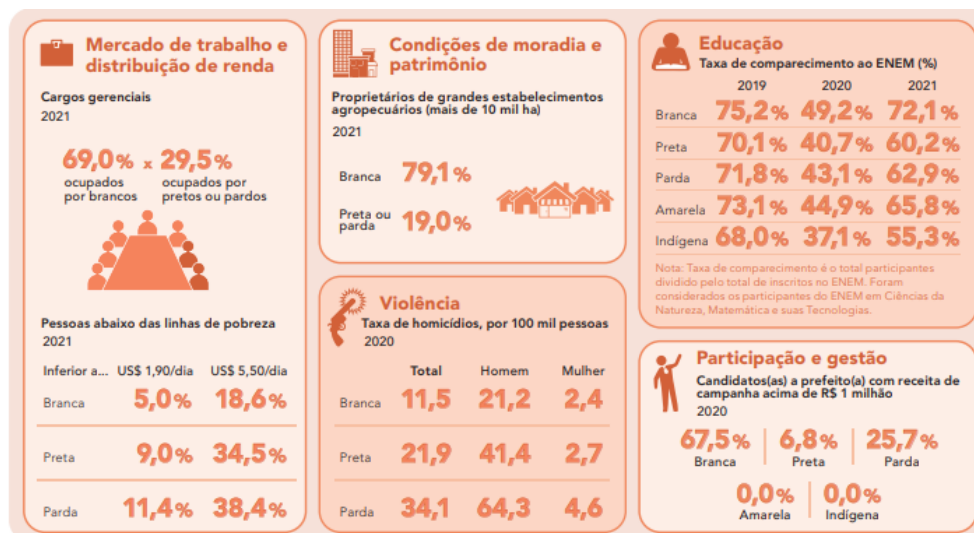 Mercado de trabalho e
distribuição de renda
Cargos gerenciais
2021
69,0% x 29,5%
ocupados por brancos
ocupados por pretos ou pardos
Pessoas abaixo das linhas de pobreza
2021
Inferior a... US$ 1,90/dia US$ 5,50/dia
Branca 5,0% 18,6%
Preta 9,0% 34,5%
Parda 11,4% 38,4%
Condições de moradia e
patrimônio
Proprietários de grandes estabelecimentos
agropecuários (mais de 10 mil ha)
2021
Branca 79,1%
Preta ou parda 19,0%
Violência
Taxa de homicídios, por 100 mil pessoas
2020
Total Homem Mulher
Branca 11,5 21,2 2,4
Preta 21,9 41,4 2,7
Parda 34,1 64,3 4,6
Educação
Taxa de comparecimento ao ENEM (%)
2019 2020 2021
Branca 75,2% 49,2% 72,1%
Preta 70,1% 40,7% 60,2%
Parda 71,8% 43,1% 62,9%
Amarela 73,1% 44,9% 65,8%
Indígena 68,0% 37,1% 55,3%
Nota: Taxa de comparecimento é o total participantes
dividido pelo total de inscritos no ENEM. Foram
considerados os participantes do ENEM em Ciências da
Natureza, Matemática e suas Tecnologias.
Participação e gestão
Candidatos(as) a prefeito(a) com receita de
campanha acima de R$ 1 milhão
2020
67,5% 6,8% 25,7%
Branca Preta Parda
0,0% 0,0%
Amarela Indígena